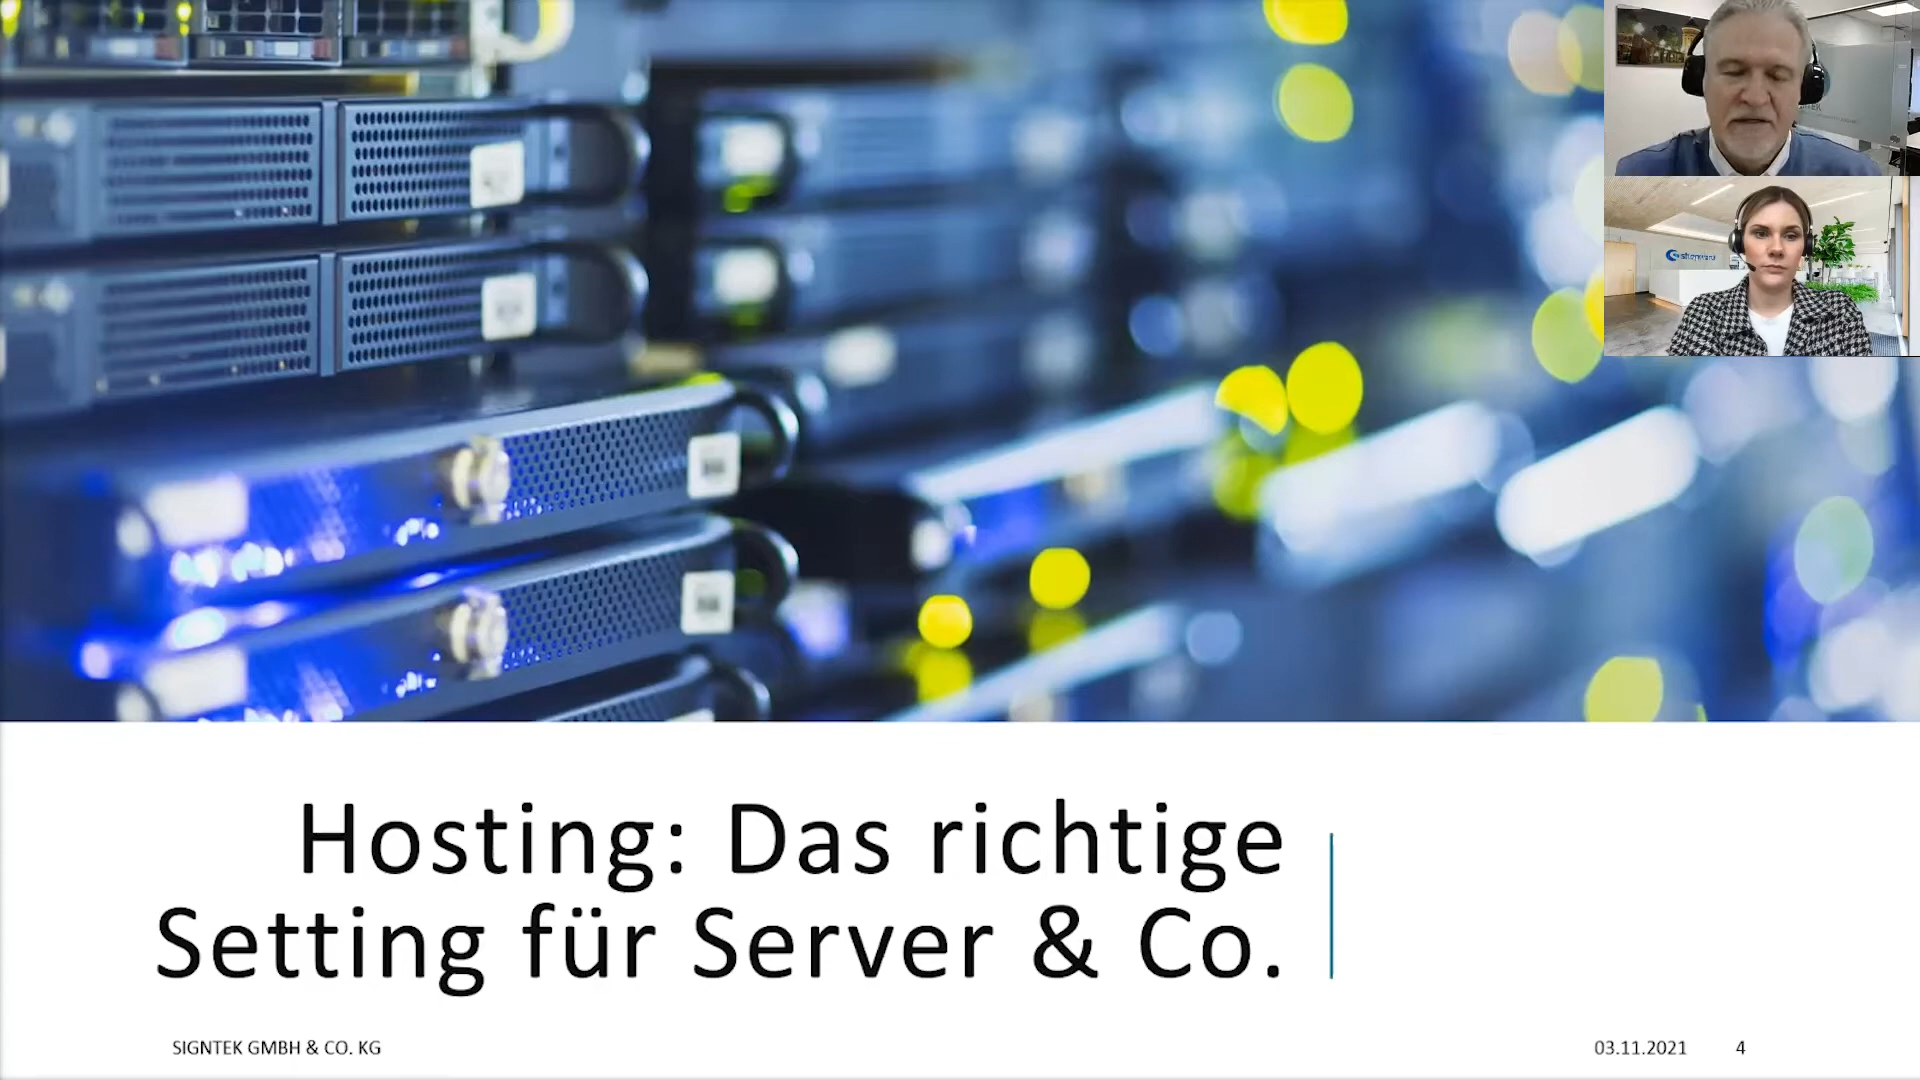 Hosting: Das richtige
Setting für Server & Co.
SIGNTEK GMBH & CO. KG
03.11.2021
4